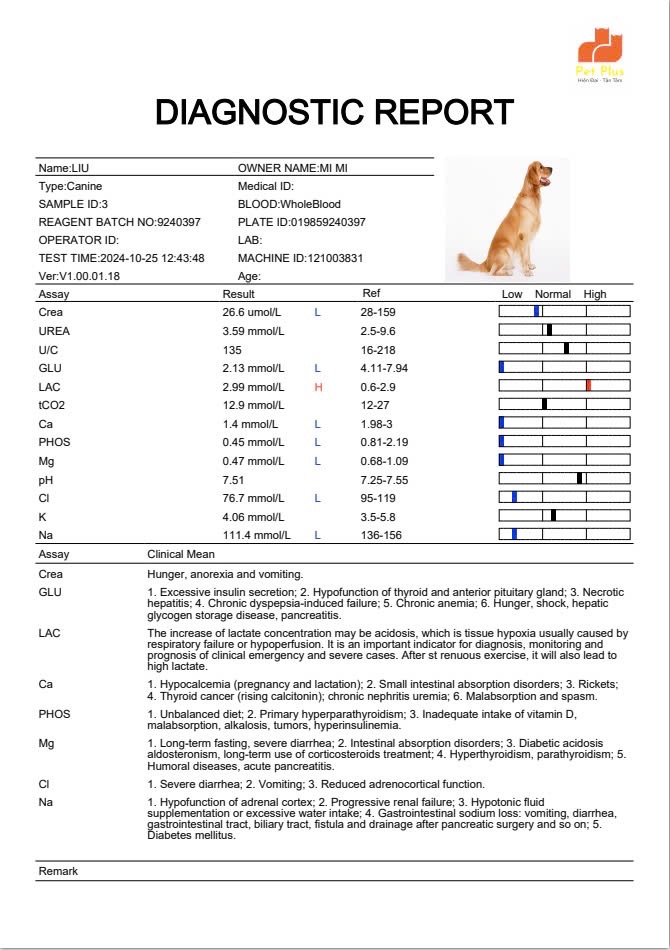 Pet Plus
Hiện Đại - Tận Tâm
DIAGNOSTIC REPORT
Name:LIU OWNER NAME:MI MI
Type:Canine Medical ID:
SAMPLE ID:3 BLOOD:WholeBlood
REAGENT BATCH NO:9240397 PLATE ID:019859240397
OPERATOR ID: LAB:
TEST TIME:2024-10-25 12:43:48 MACHINE ID:121003831
Ver:V1.00.01.18 Age:
Assay Result Ref Low Normal High
Crea 26.6 umol/L L 28-159
UREA 3.59 mmol/L 2.5-9.6
U/C 135 16-218
GLU 2.13 mmol/L L 4.11-7.94
LAC 2.99 mmol/L H 0.6-2.9
tCO2 12.9 mmol/L 12-27
Ca 1.4 mmol/L L 1.98-3
PHOS 0.45 mmol/L L 0.81-2.19
Mg 0.47 mmol/L L 0.68-1.09
pH 7.51 7.25-7.55
Cl 76.7 mmol/L L 95-119
K 4.06 mmol/L 3.5-5.8
Na 111.4 mmol/L L 136-156
Assay Clinical Mean
Crea Hunger, anorexia and vomiting.
GLU 1. Excessive insulin secretion; 2. Hypofunction of thyroid and anterior pituitary gland; 3. Necrotic
hepatitis; 4. Chronic dyspepsia-induced failure; 5. Chronic anemia; 6. Hunger, shock, hepatic
glycogen storage disease, pancreatitis.
LAC The increase of lactate concentration may be acidosis, which is tissue hypoxia usually caused by
respiratory failure or hypoperfusion. It is an important indicator for diagnosis, monitoring and
prognosis of clinical emergency and severe cases. After st renuous exercise, it will also lead to
high lactate.
Ca 1. Hypocalcemia (pregnancy and lactation); 2. Small intestinal absorption disorders; 3. Rickets;
4. Thyroid cancer (rising calcitonin); chronic nephritis uremia; 6. Malabsorption and spasm.
PHOS 1. Unbalanced diet; 2. Primary hyperparathyroidism; 3. Inadequate intake of vitamin D,
malabsorption, alkalosis, tumors, hyperinsulinemia.
Mg 1. Long-term fasting, severe diarrhea; 2. Intestinal absorption disorders; 3. Diabetic acidosis
aldosteronism, long-term use of corticosteroids treatment; 4. Hyperthyroidism, parathyroidism; 5.
Humoral diseases, acute pancreatitis.
Cl 1. Severe diarrhea; 2. Vomiting; 3. Reduced adrenocortical function.
Na 1. Hypofunction of adrenal cortex; 2. Progressive renal failure; 3. Hypotonic fluid
supplementation or excessive water intake; 4. Gastrointestinal sodium loss: vomiting, diarrhea,
gastrointestinal tract, biliary tract, fistula and drainage after pancreatic surgery and so on; 5.
Diabetes mellitus.
Remark